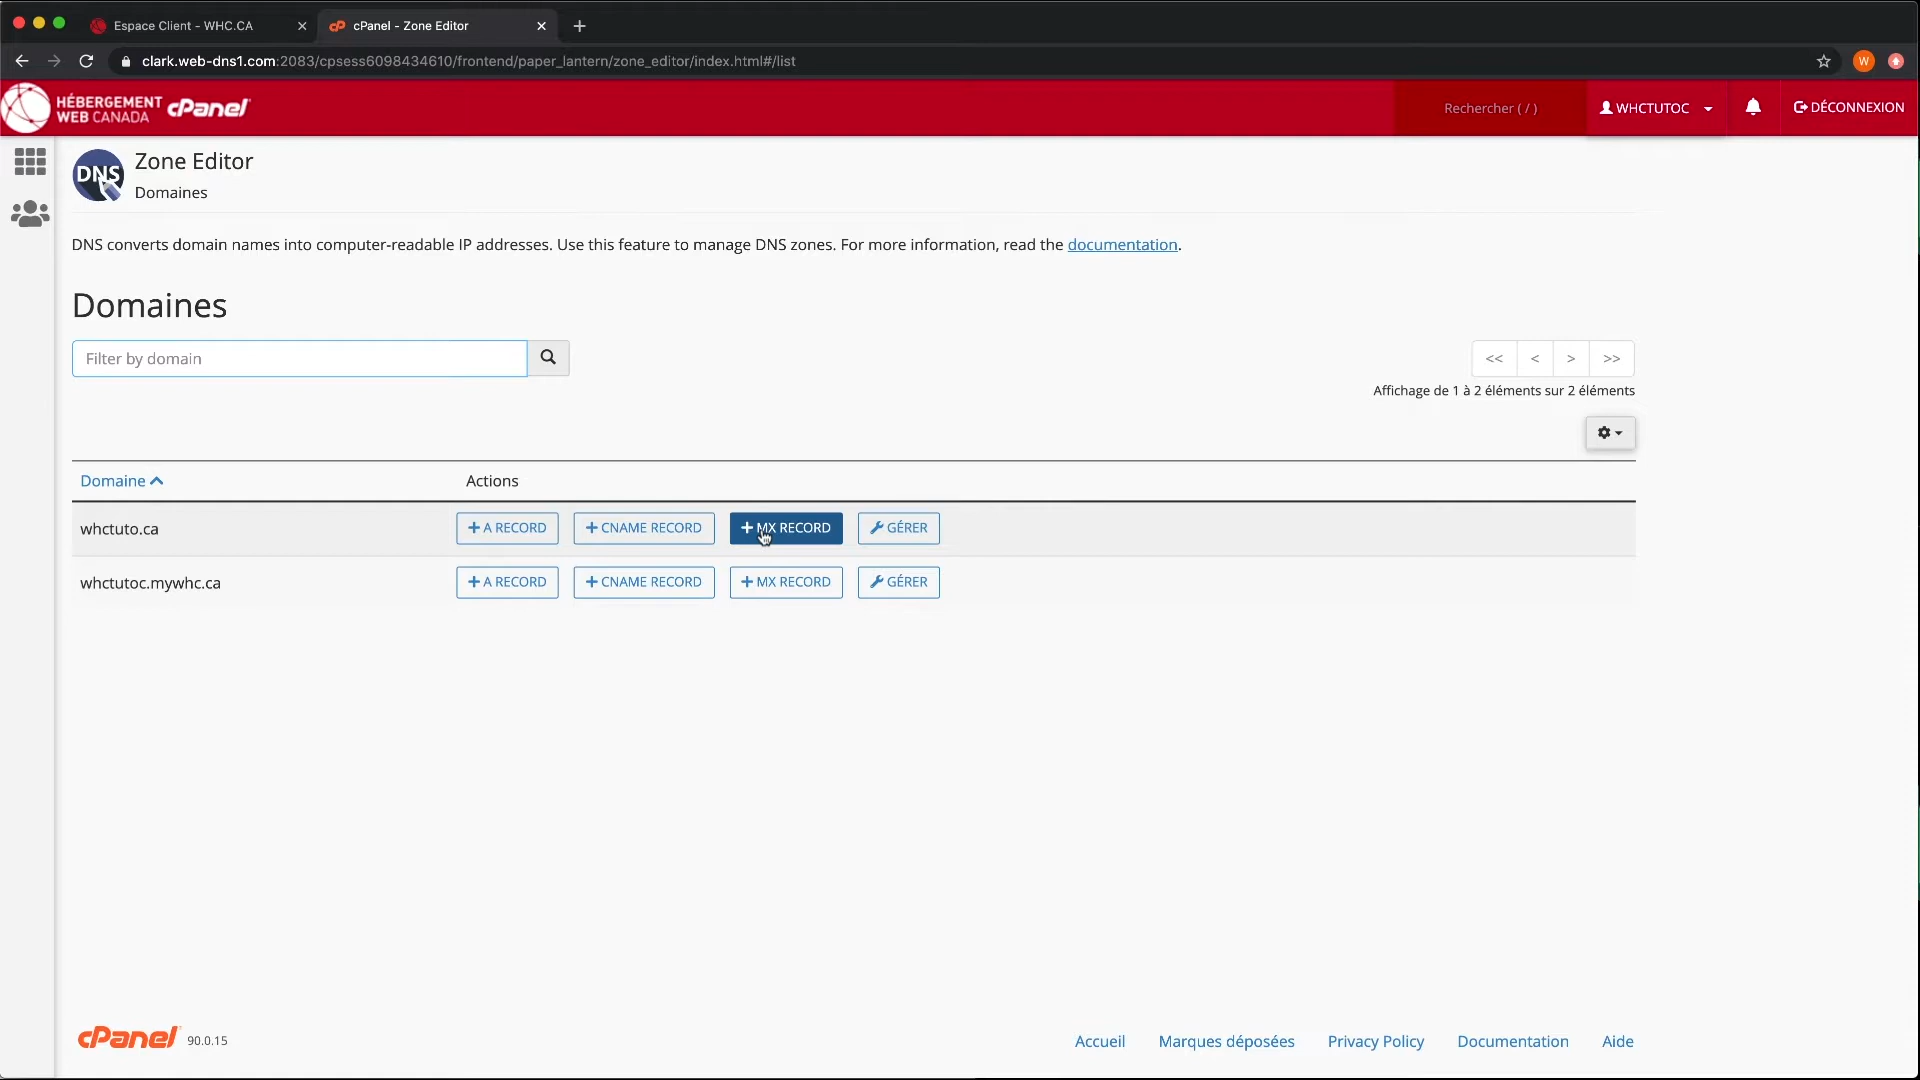 Espace Client - WHC.CA
cPanel - Zone Editor
clark.web-dns1.com:2083/cpsess6098434610/frontend/paper_lantern/zone_editor/index.html#/list
W
HÉBERGEMENT
WEB CANADA
cPanel
Rechercher ( / )
WHCTUTOC
DÉCONNEXION
DNS
Zone Editor
Domaines
DNS converts domain names into computer-readable IP addresses. Use this feature to manage DNS zones. For more information, read the documentation.
Domaines
Filter by domain
<< < > >>
Affichage de 1 à 2 éléments sur 2 éléments
Domaine Actions
whctuto.ca + A RECORD + CNAME RECORD + MX RECORD GÉRER
whctutoc.mywhc.ca + A RECORD + CNAME RECORD + MX RECORD GÉRER
cPanel 90.0.15
Accueil Marques déposées Privacy Policy Documentation Aide